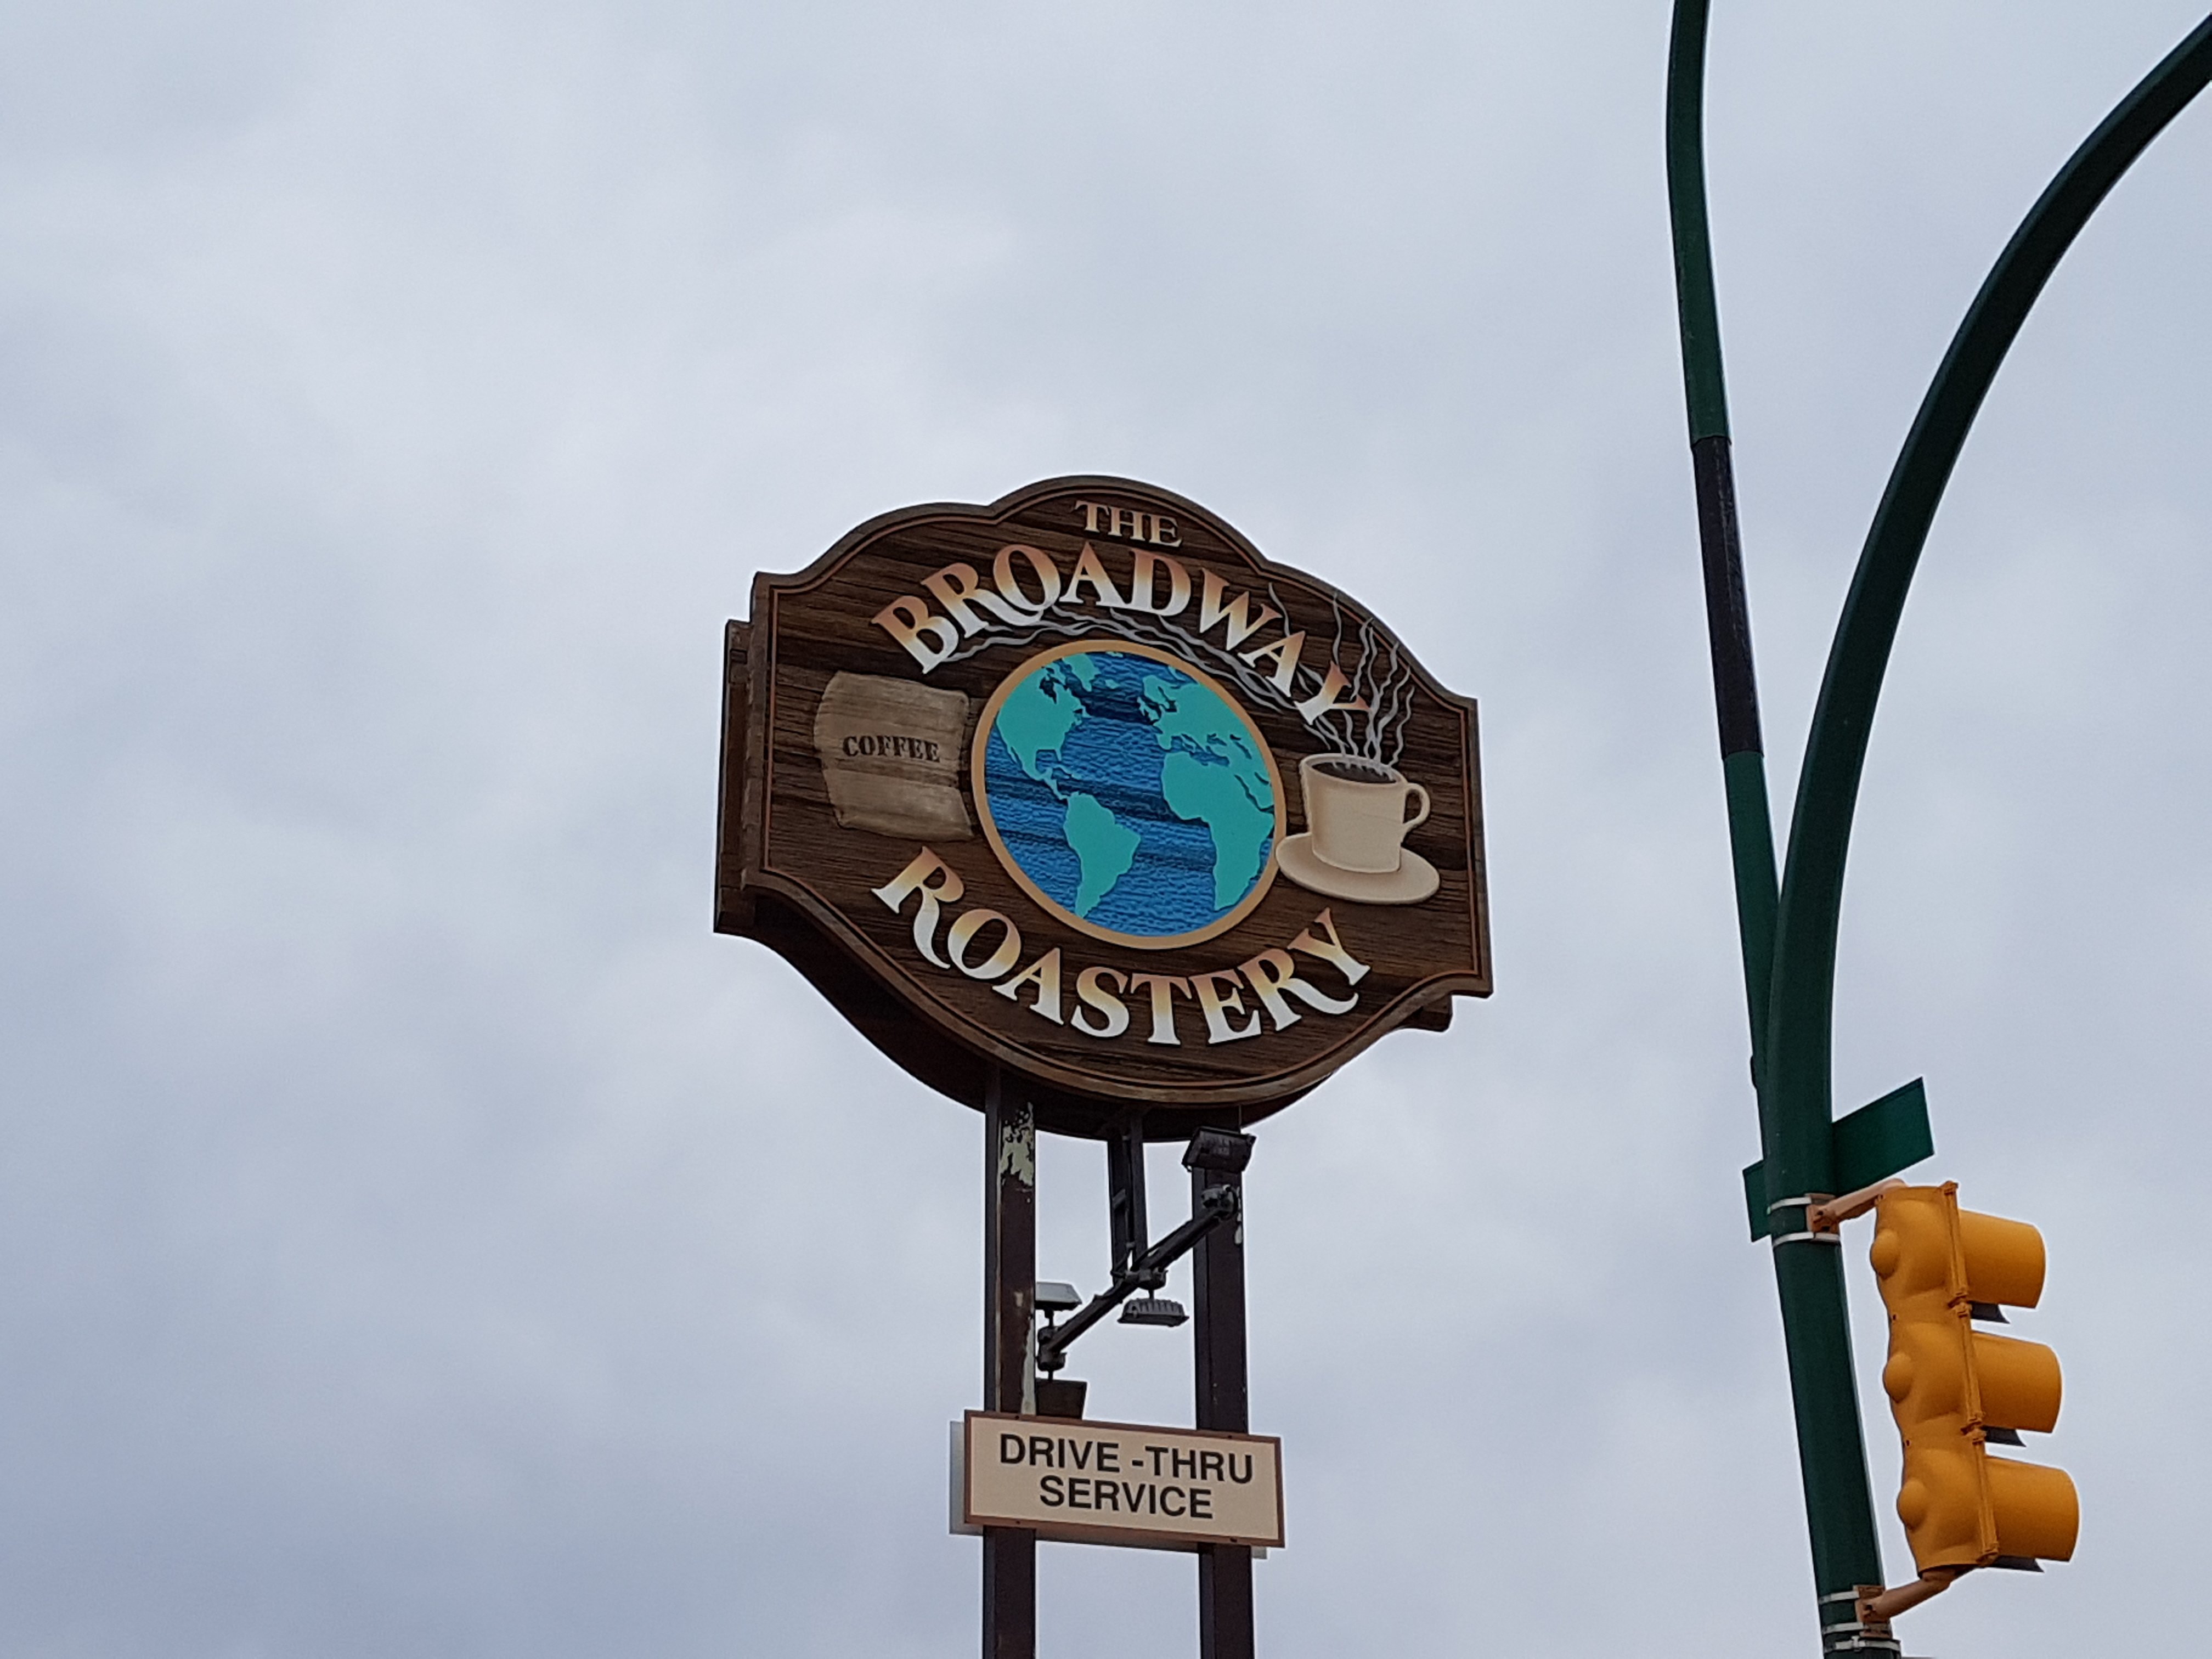 THE
BROADWAY
COFFEE
ROASTERY
DRIVE -THRU
SERVICE